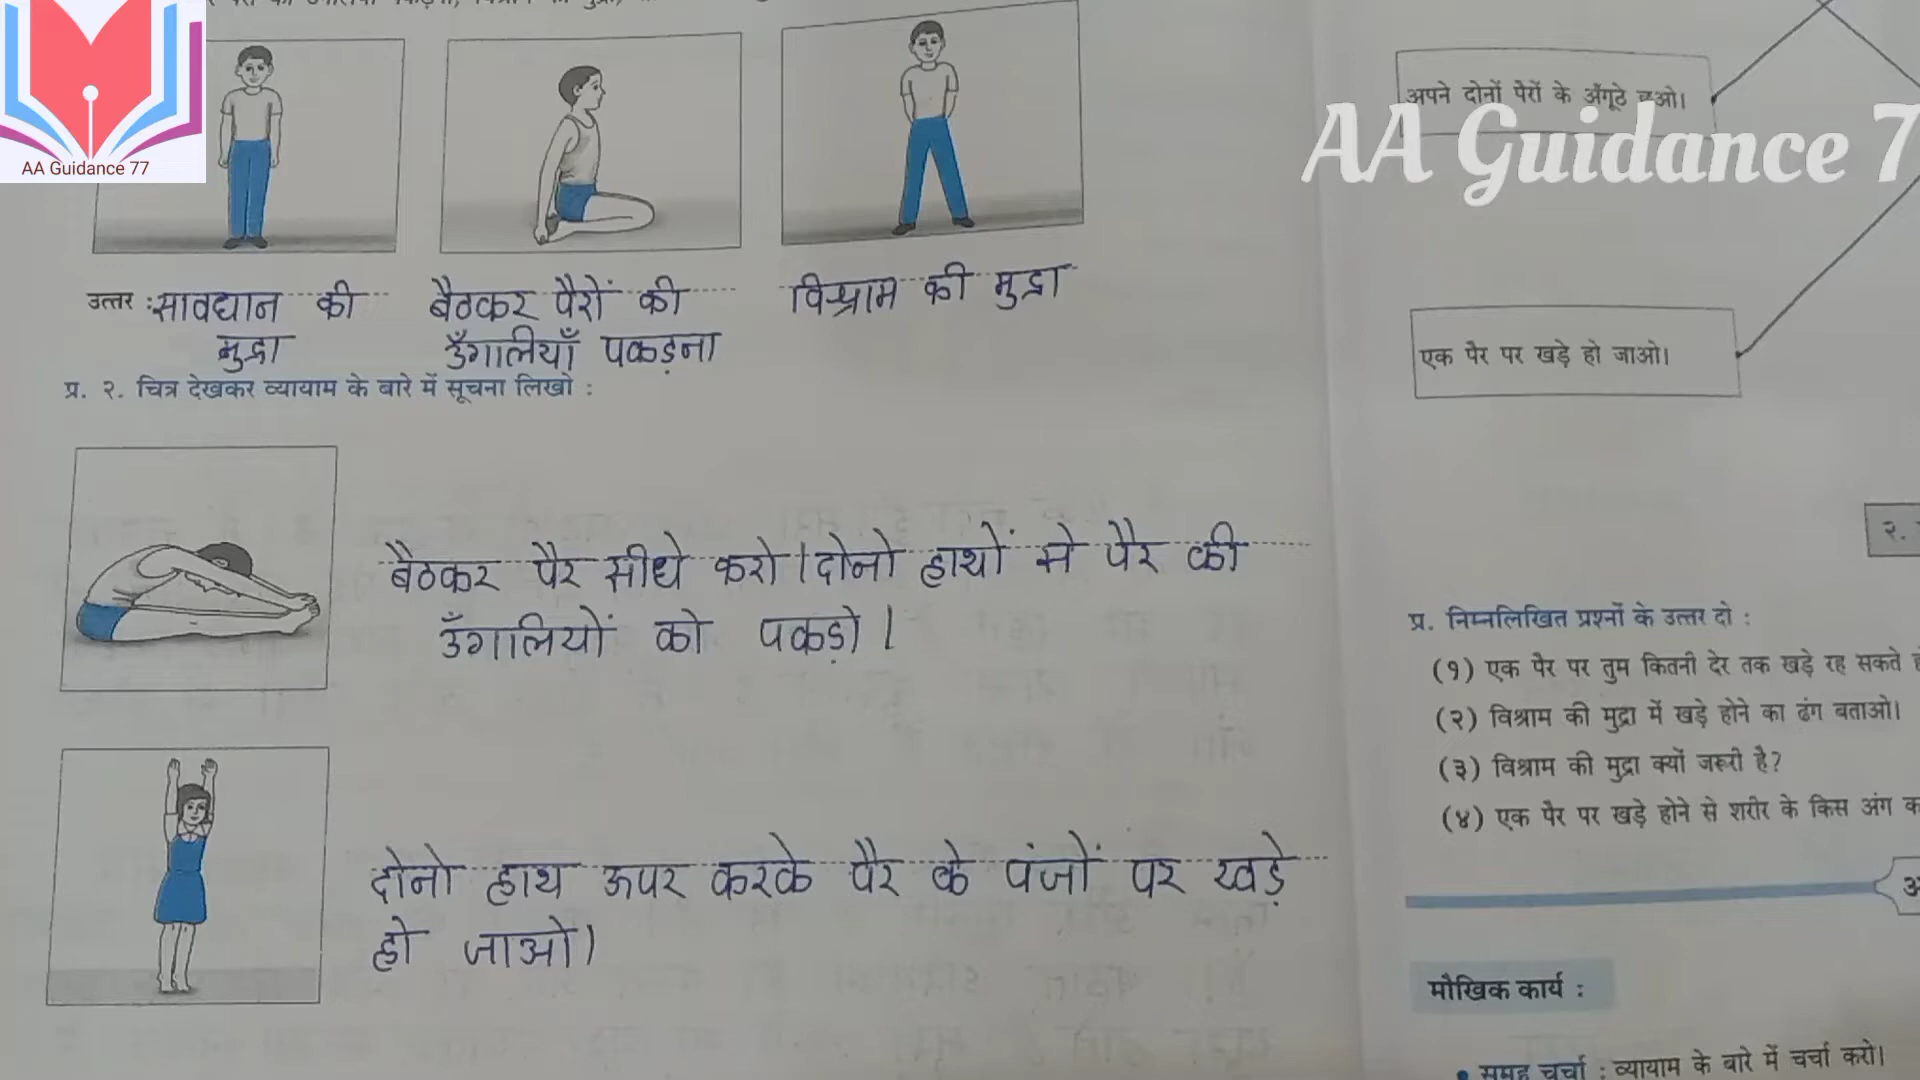 AA Guidance 77
उत्तर : सावधान की
मुद्रा
बैठकर पैरों की
उँगालियाँ पकड़ना
विश्राम की मुद्रा
प्र. २. चित्र देखकर व्यायाम के बारे में सूचना लिखो :
बैठकर पैर सीधे करो। दोनो हाथों से पैर की
उँगालियों को पकड़ो।
दोनो हाथ ऊपर करके पैर के पंजों पर खड़े
हो जाओ।
अपने दोनों पैरों के अँगूठे
AA Guidance 7
एक पैर पर खड़े हो जाओ।
२.
प्र. निम्नलिखित प्रश्नों के उत्तर दो :
(१) एक पैर पर तुम कितनी देर तक खड़े रह सकते
(२) विश्राम की मुद्रा में खड़े होने का ढंग बताओ।
(३) विश्राम की मुद्रा क्यों जरूरी है?
(४) एक पैर पर खड़े होने से शरीर के किस अंग
मौखिक कार्य :
• समूह चर्चा : व्यायाम के बारे में चर्चा करो।